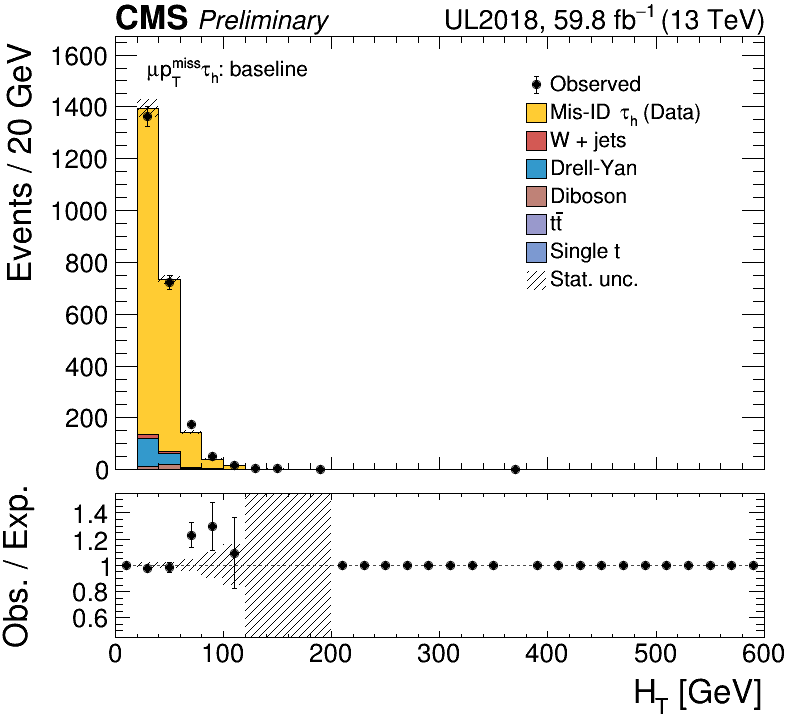 CMS Preliminary UL2018, 59.8 fb⁻¹ (13 TeV)
Events / 20 GeV
1600
1400
1200
1000
800
600
400
200
0
μp_T^miss τ_h: baseline
Observed
Mis-ID τ_h (Data)
W + jets
Drell-Yan
Diboson
tt̄
Single t
Stat. unc.
Obs. / Exp.
1.4
1.2
1
0.8
0.6
0 100 200 300 400 500 600
H_T [GeV]